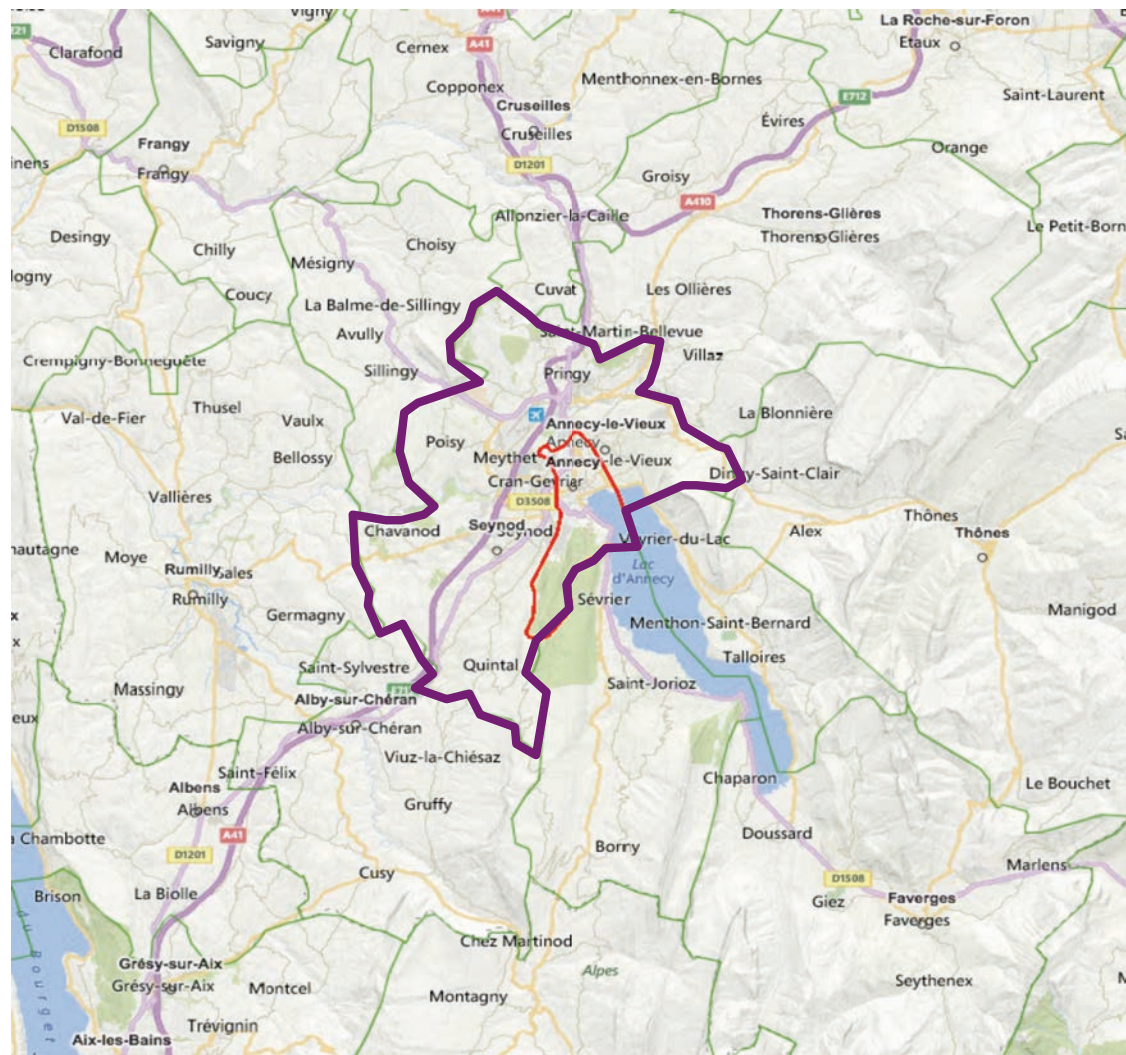 Vigny
A41
La Roche-sur-Foron
Etaux
E21
Clarafond
Savigny
Cernex
Menthonnex-en-Bornes
Copponex
Cruseilles
Cruseilles
E712
Saint-Laurent
Évires
D1508
Frangy
Frangy
inens
D1201
Orange
Groisy
A410
Allonzier-la-Caille
Thorens-Glières
Thorens-Glières
Le Petit-Born
Desingy
Chilly
Choisy
Mésigny
logny
Coucy
Cuvat
Les Ollières
La Balme-de-Sillingy
Avully
Saint-Martin-Bellevue
Villaz
Crempigny-Bonneguête
Sillingy
Pringy
Val-de-Fier
Thusel
Vaulx
La Blonnière
Annecy-le-Vieux
Poisy
Annecy
Bellossy
Meythet
Annecy-le-Vieux
Cran-Gevrier
Dingy-Saint-Clair
Vallières
D3508
Thônes
Thônes
Seynod
Seynod
Chavanod
Veyrier-du-Lac
Alex
hautagne
Moye
Rumilly
Sales
Rumilly
Lac
d'Annecy
Germagny
Sévrier
Manigod
Menthon-Saint-Bernard
Saint-Sylvestre
Quintal
Talloires
Massingy
Saint-Jorioz
Alby-sur-Chéran
Alby-sur-Chéran
eux
Viuz-la-Chiésaz
Saint-Félix
Chaparon
Le Bouchet
Albens
Albens
Gruffy
Chambotte
A41
Doussard
D1201
Borny
Marlens
Cusy
D1508
Brison
La Biolle
Giez
Faverges
Faverges
Chez Martinod
du Bourget
Grésy-sur-Aix
Grésy-sur-Aix
Alpes
Seythenex
Montcel
Montagny
Trévignin
Aix-les-Bains